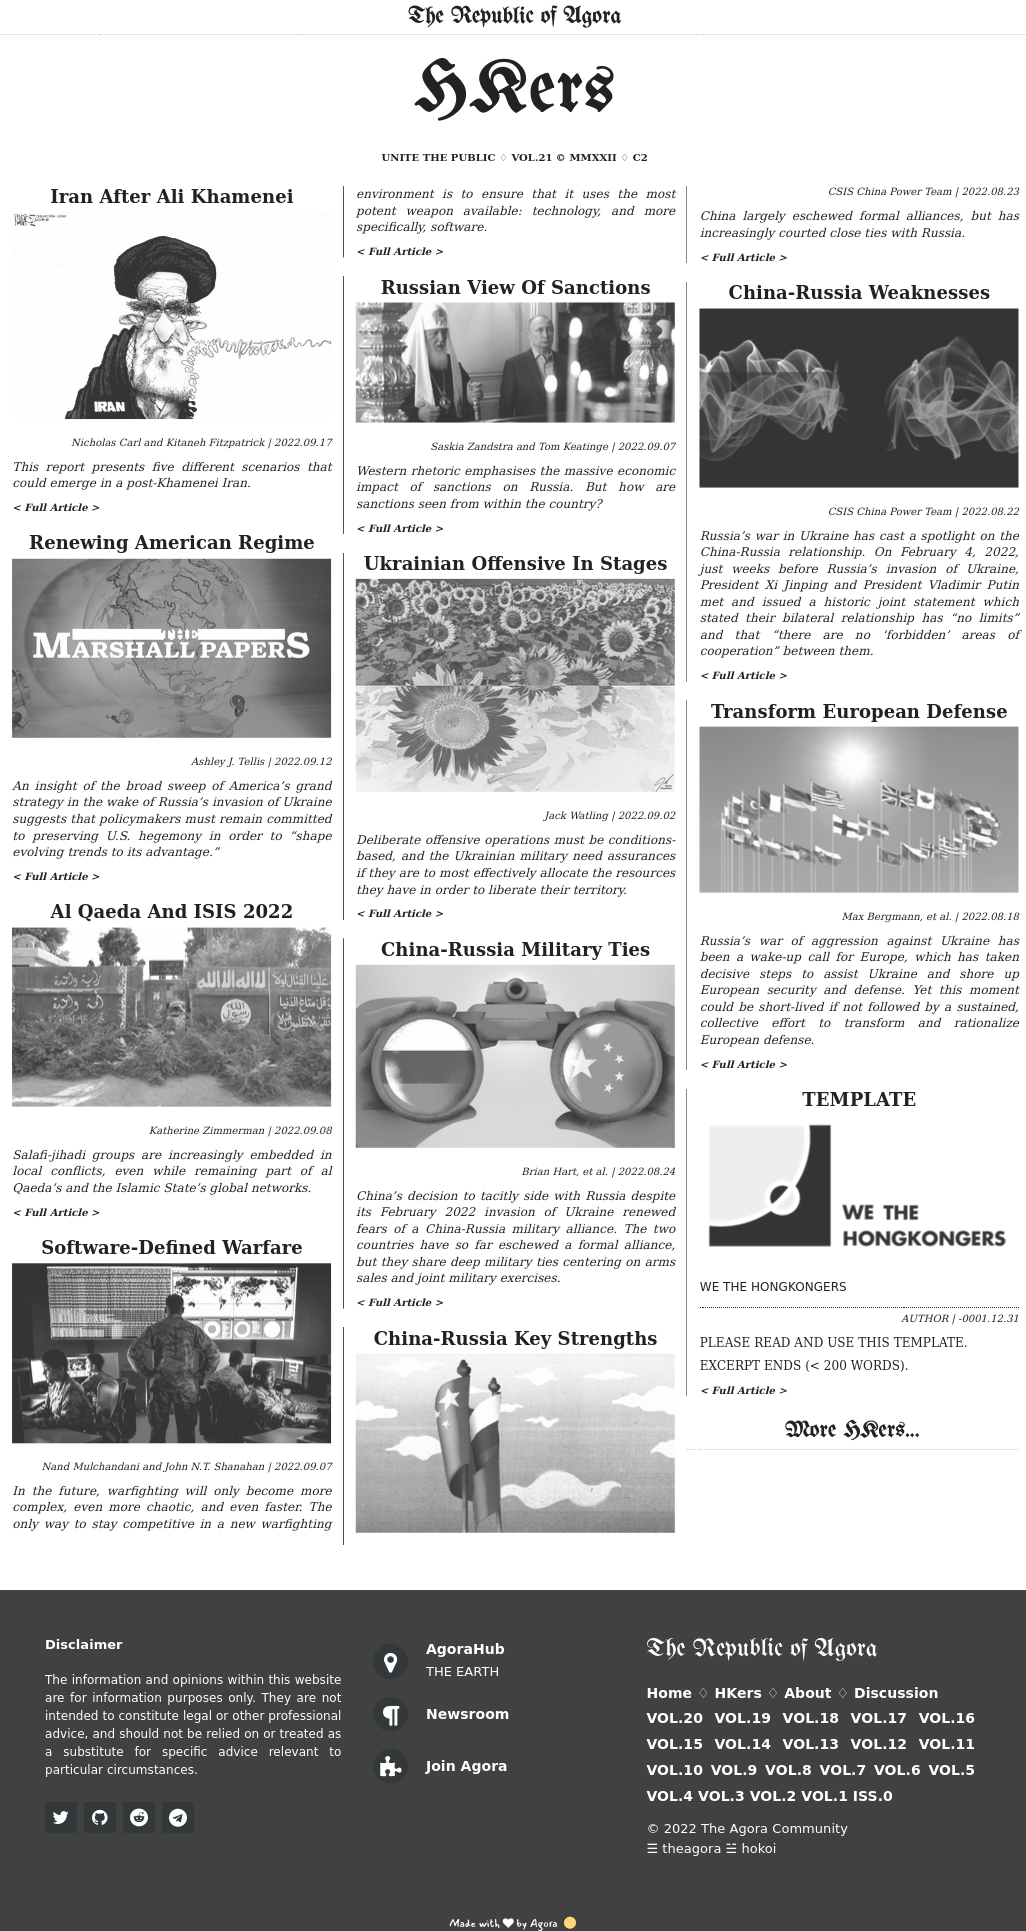 The Republic of Agora
HKers
UNITE THE PUBLIC ♢ VOL.21 © MMXXII ♢ C2
Iran After Ali Khamenei
IRAN
Nicholas Carl and Kitaneh Fitzpatrick | 2022.09.17
This report presents five different scenarios that
could emerge in a post-Khamenei Iran.
< Full Article >
Renewing American Regime
THE
MARSHALL PAPERS
Ashley J. Tellis | 2022.09.12
An insight of the broad sweep of America’s grand
strategy in the wake of Russia’s invasion of Ukraine
suggests that policymakers must remain committed
to preserving U.S. hegemony in order to “shape
evolving trends to its advantage.”
< Full Article >
Al Qaeda And ISIS 2022
Katherine Zimmerman | 2022.09.08
Salafi-jihadi groups are increasingly embedded in
local conflicts, even while remaining part of al
Qaeda’s and the Islamic State’s global networks.
< Full Article >
Software-Defined Warfare
Nand Mulchandani and John N.T. Shanahan | 2022.09.07
In the future, warfighting will only become more
complex, even more chaotic, and even faster. The
only way to stay competitive in a new warfighting
environment is to ensure that it uses the most
potent weapon available: technology, and more
specifically, software.
< Full Article >
Russian View Of Sanctions
Saskia Zandstra and Tom Keatinge | 2022.09.07
Western rhetoric emphasises the massive economic
impact of sanctions on Russia. But how are
sanctions seen from within the country?
< Full Article >
Ukrainian Offensive In Stages
Jack Watling | 2022.09.02
Deliberate offensive operations must be conditions-
based, and the Ukrainian military need assurances
if they are to most effectively allocate the resources
they have in order to liberate their territory.
< Full Article >
China-Russia Military Ties
Brian Hart, et al. | 2022.08.24
China’s decision to tacitly side with Russia despite
its February 2022 invasion of Ukraine renewed
fears of a China-Russia military alliance. The two
countries have so far eschewed a formal alliance,
but they share deep military ties centering on arms
sales and joint military exercises.
< Full Article >
China-Russia Key Strengths
CSIS China Power Team | 2022.08.23
China largely eschewed formal alliances, but has
increasingly courted close ties with Russia.
< Full Article >
China-Russia Weaknesses
CSIS China Power Team | 2022.08.22
Russia’s war in Ukraine has cast a spotlight on the
China-Russia relationship. On February 4, 2022,
just weeks before Russia’s invasion of Ukraine,
President Xi Jinping and President Vladimir Putin
met and issued a historic joint statement which
stated their bilateral relationship has “no limits”
and that “there are no ‘forbidden’ areas of
cooperation” between them.
< Full Article >
Transform European Defense
Max Bergmann, et al. | 2022.08.18
Russia’s war of aggression against Ukraine has
been a wake-up call for Europe, which has taken
decisive steps to assist Ukraine and shore up
European security and defense. Yet this moment
could be short-lived if not followed by a sustained,
collective effort to transform and rationalize
European defense.
< Full Article >
TEMPLATE
WE THE
HONGKONGERS
WE THE HONGKONGERS
AUTHOR | -0001.12.31
PLEASE READ AND USE THIS TEMPLATE.
EXCERPT ENDS (< 200 WORDS).
< Full Article >
More HKers...
Disclaimer
The information and opinions within this website
are for information purposes only. They are not
intended to constitute legal or other professional
advice, and should not be relied on or treated as
a substitute for specific advice relevant to
particular circumstances.
AgoraHub
THE EARTH
Newsroom
Join Agora
The Republic of Agora
Home ♢ HKers ♢ About ♢ Discussion
VOL.20 VOL.19 VOL.18 VOL.17 VOL.16
VOL.15 VOL.14 VOL.13 VOL.12 VOL.11
VOL.10 VOL.9 VOL.8 VOL.7 VOL.6 VOL.5
VOL.4 VOL.3 VOL.2 VOL.1 ISS.0
© 2022 The Agora Community
☰ theagora ☱ hokoi
Made with ♥ by Agora